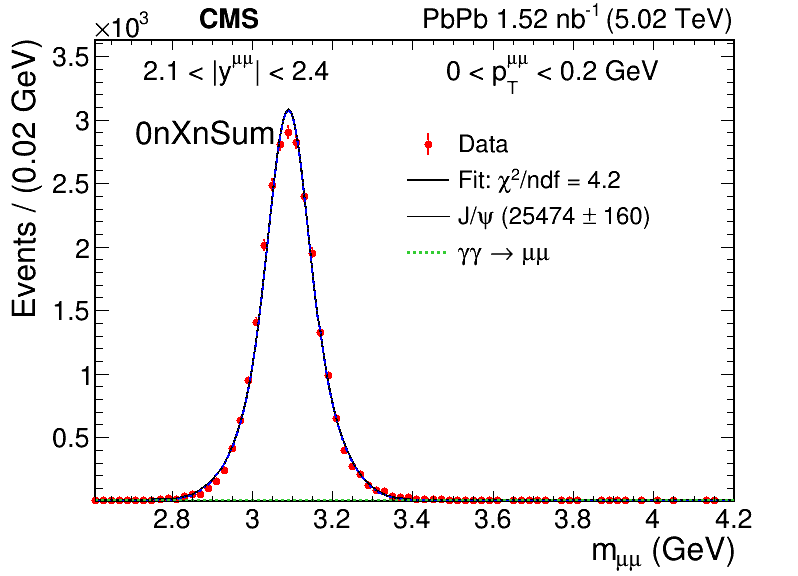 ×10³
CMS
PbPb 1.52 nb⁻¹ (5.02 TeV)
2.1 < |y^μμ| < 2.4
0 < p_T^μμ < 0.2 GeV
0nXnSum
Data
Fit: χ²/ndf = 4.2
J/ψ (25474 ± 160)
γγ → μμ
Events / (0.02 GeV)
3.5
3
2.5
2
1.5
1
0.5
2.8 3 3.2 3.4 3.6 3.8 4 4.2
m_μμ (GeV)